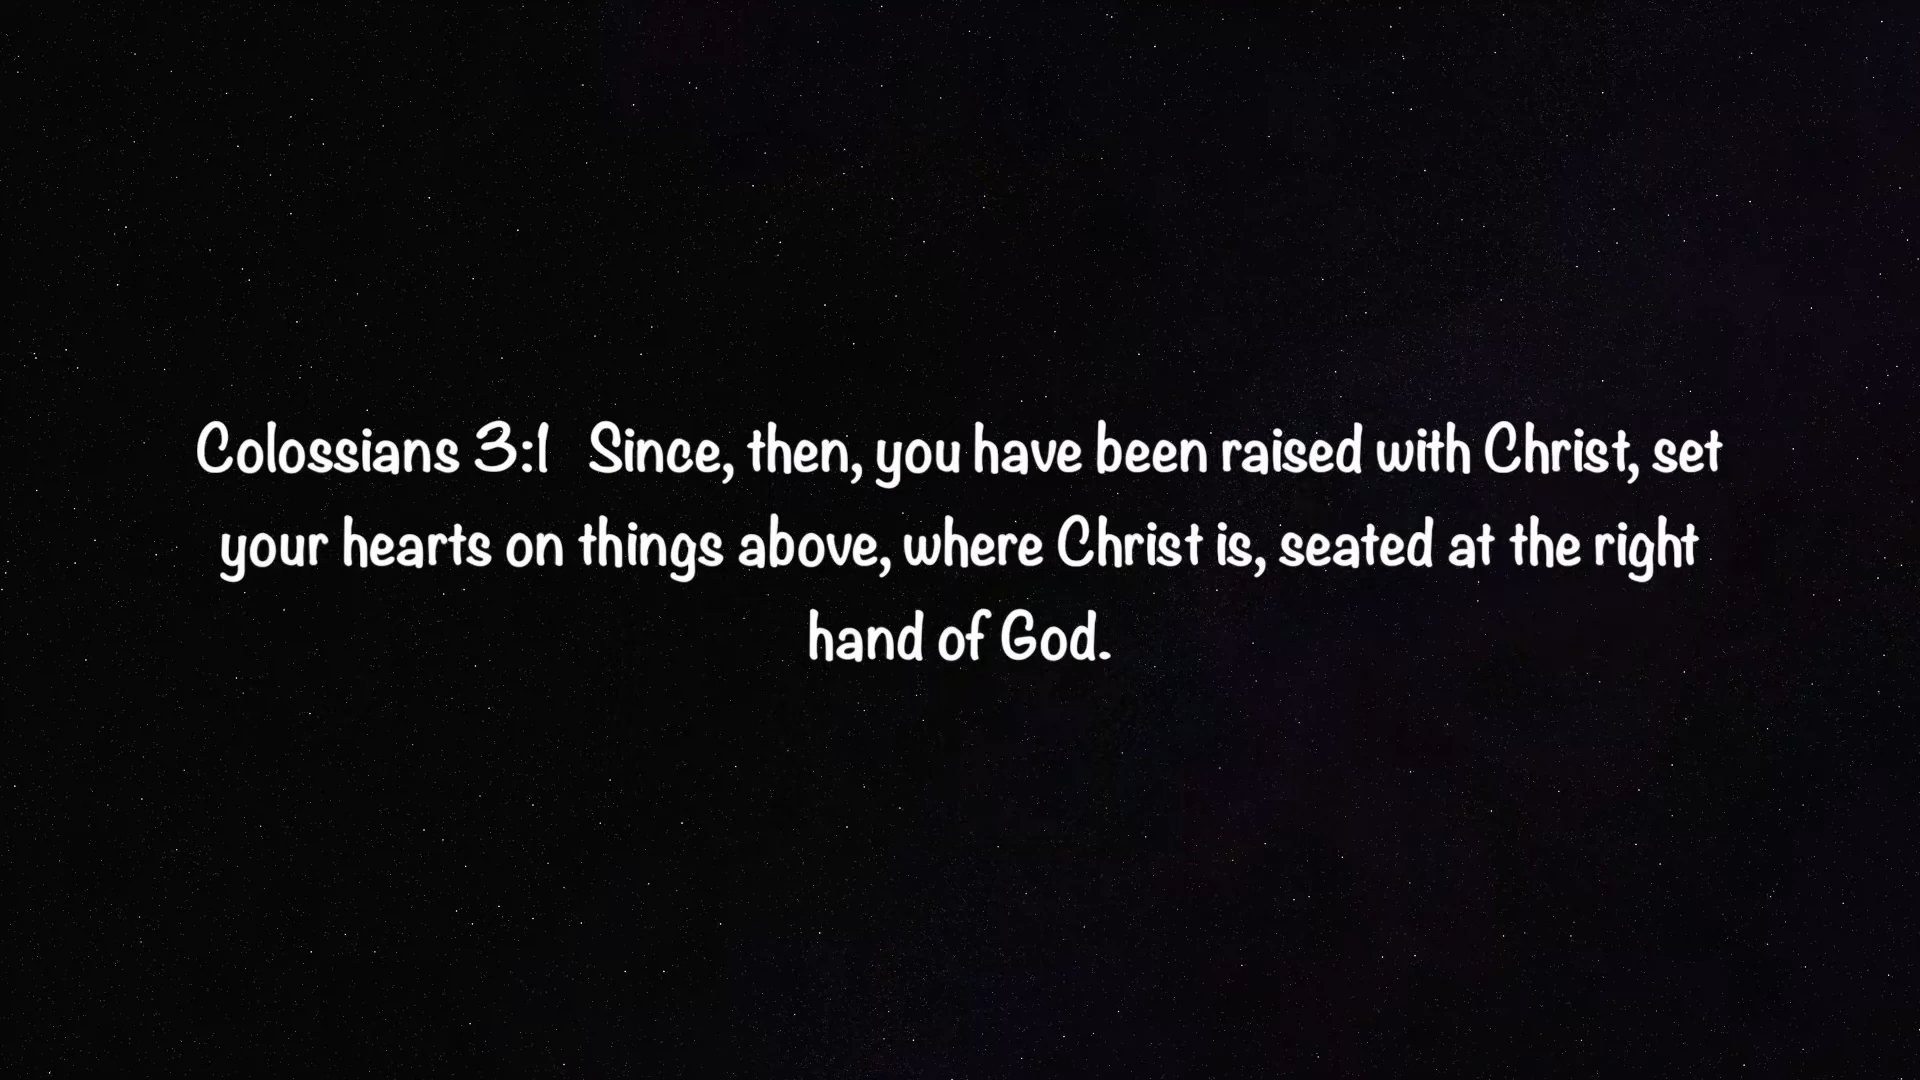 Colossians 3:1   Since, then, you have been raised with Christ, set
your hearts on things above, where Christ is, seated at the right
hand of God.